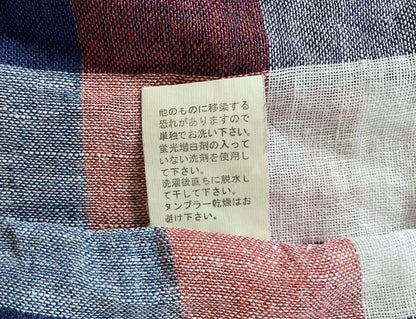 他のものに移染する
恐れがありますので
単独でお洗い下さい。
蛍光増白剤の入って
いない洗剤を使用し
て下さい。
洗濯後直ちに脱水し
て干して下さい。
タンブラー乾燥はお
避け下さい。